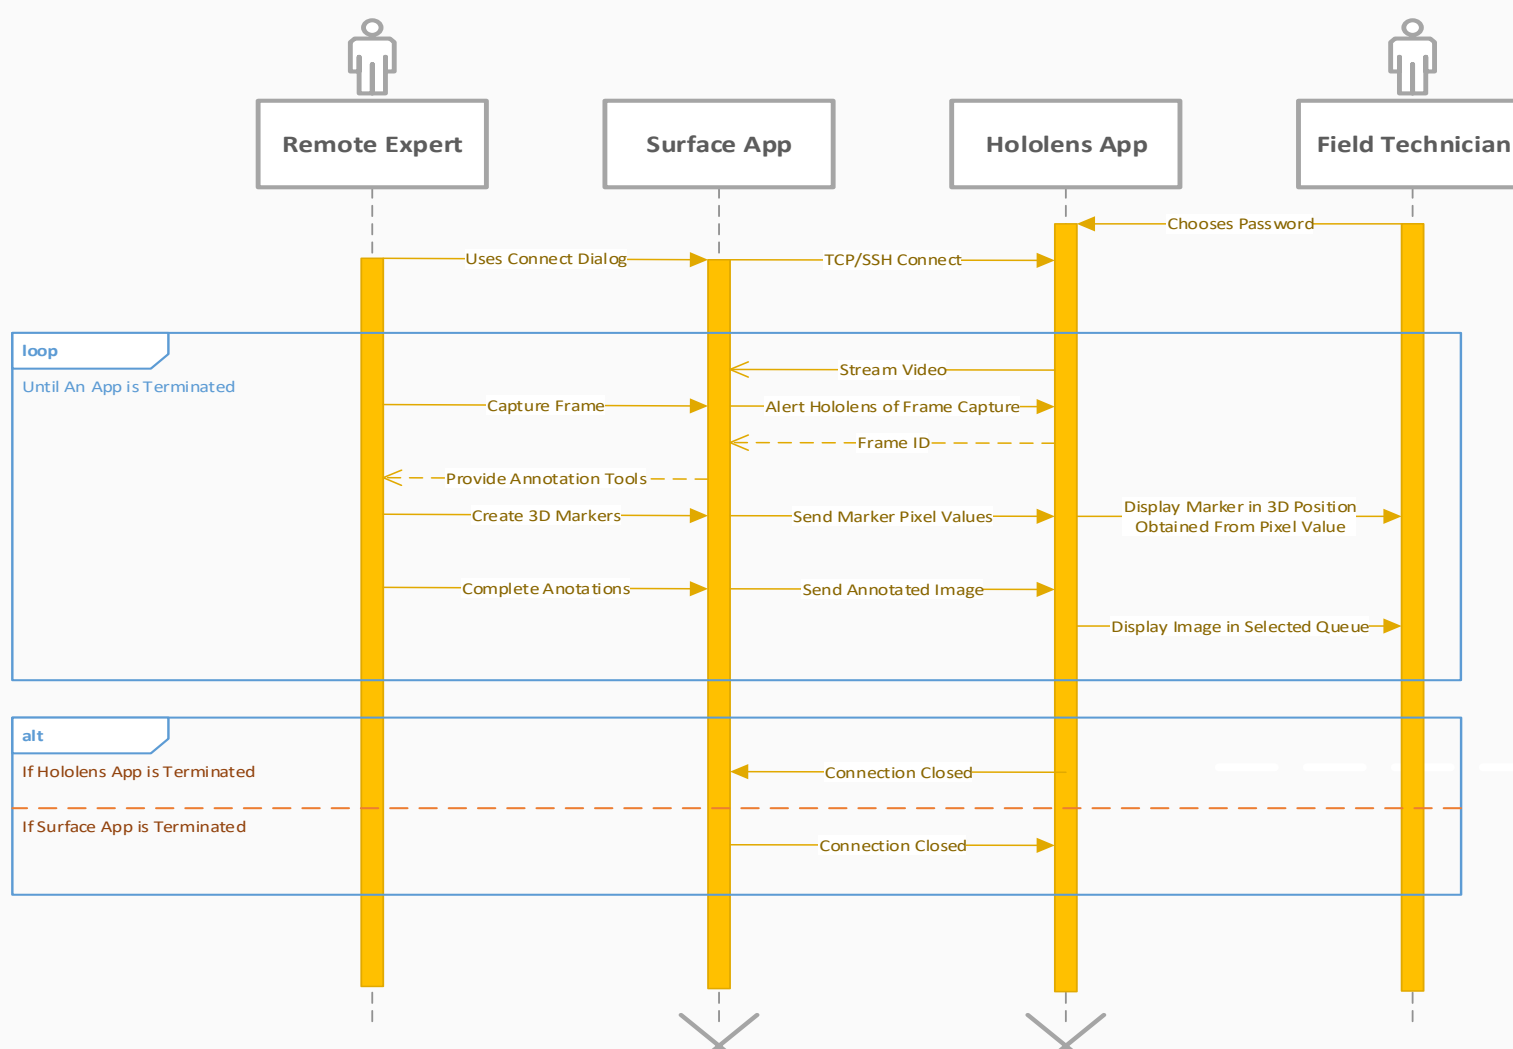 Remote Expert
Surface App
Hololens App
Field Technician
Chooses Password
Uses Connect Dialog
TCP/SSH Connect
loop
Until An App is Terminated
Stream Video
Capture Frame
Alert Hololens of Frame Capture
Frame ID
Provide Annotation Tools
Create 3D Markers
Send Marker Pixel Values
Display Marker in 3D Position
Obtained From Pixel Value
Complete Anotations
Send Annotated Image
Display Image in Selected Queue
alt
If Hololens App is Terminated
Connection Closed
If Surface App is Terminated
Connection Closed